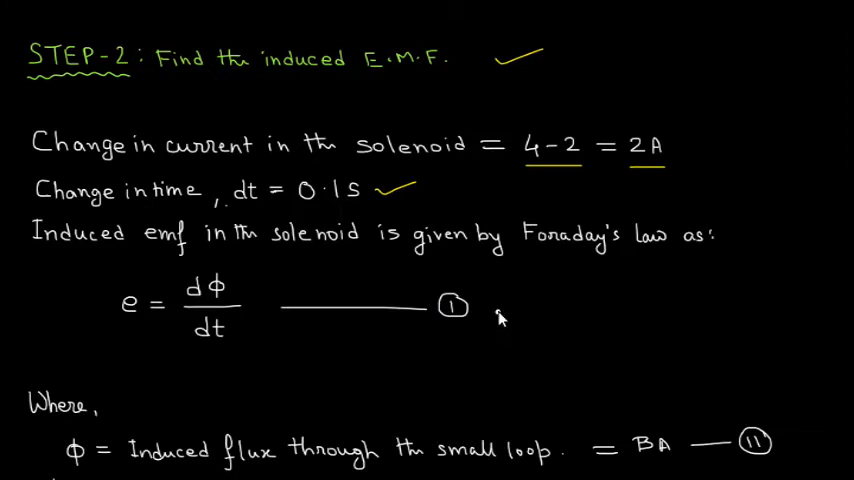 STEP-2: Find the induced E.M.F.
Change in current in the solenoid = 4-2 = 2A
Change in time, dt = 0.1s
Induced emf in the solenoid is given by Foraday's law as:
e = dφ/dt ——— (1)
Where,
φ = Induced flux through the small loop. = BA — (11)